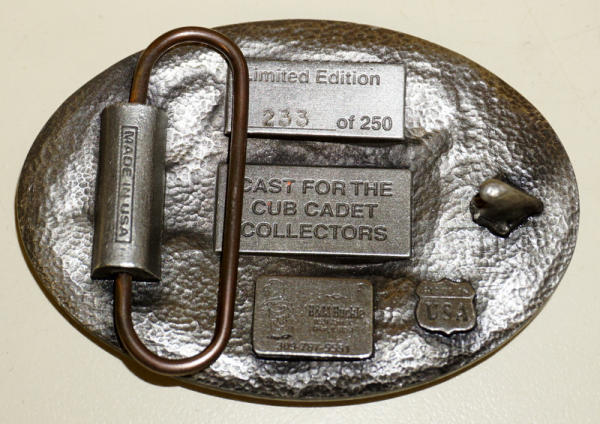 Limited Edition
233 of 250
MADE IN USA
CAST FOR THE
CUB CADET
COLLECTORS
USA